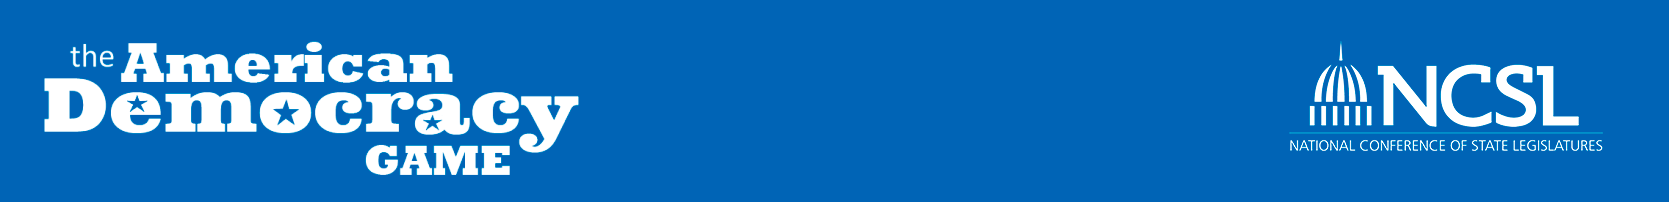 the American
Democracy
GAME
NCSL
NATIONAL CONFERENCE OF STATE LEGISLATURES